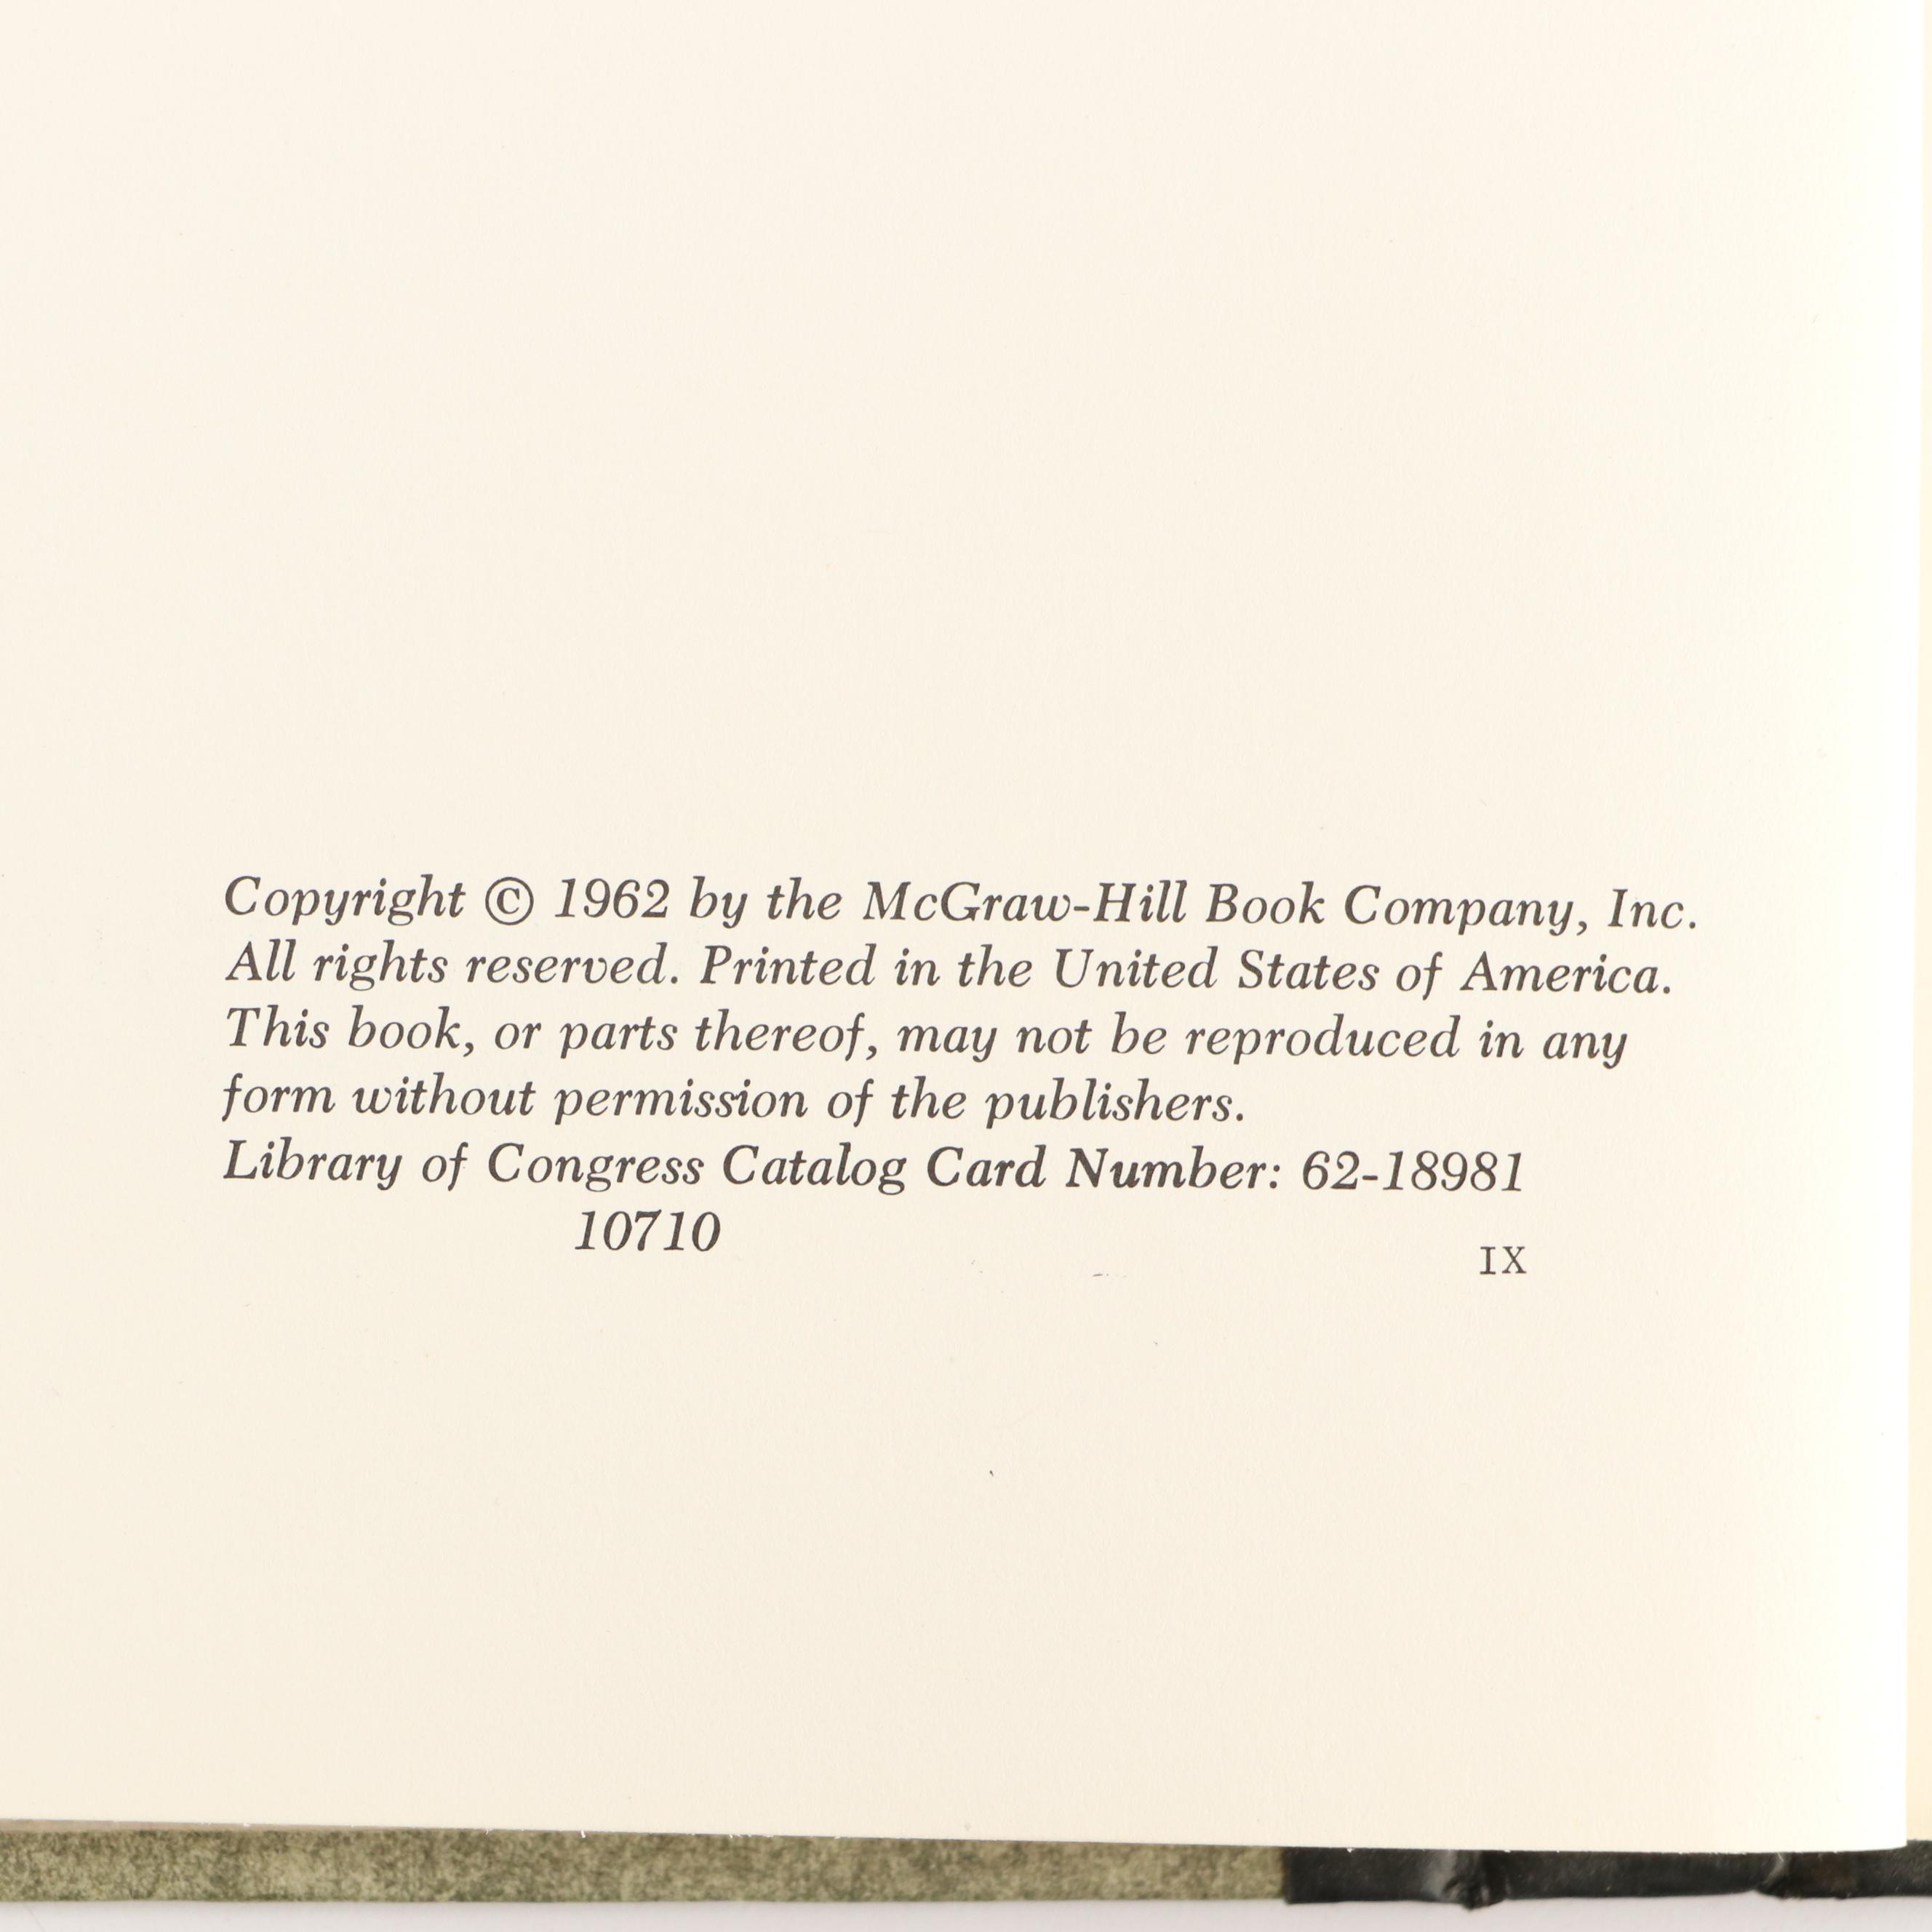 Copyright © 1962 by the McGraw-Hill Book Company, Inc.
All rights reserved. Printed in the United States of America.
This book, or parts thereof, may not be reproduced in any
form without permission of the publishers.
Library of Congress Catalog Card Number: 62-18981
10710
IX